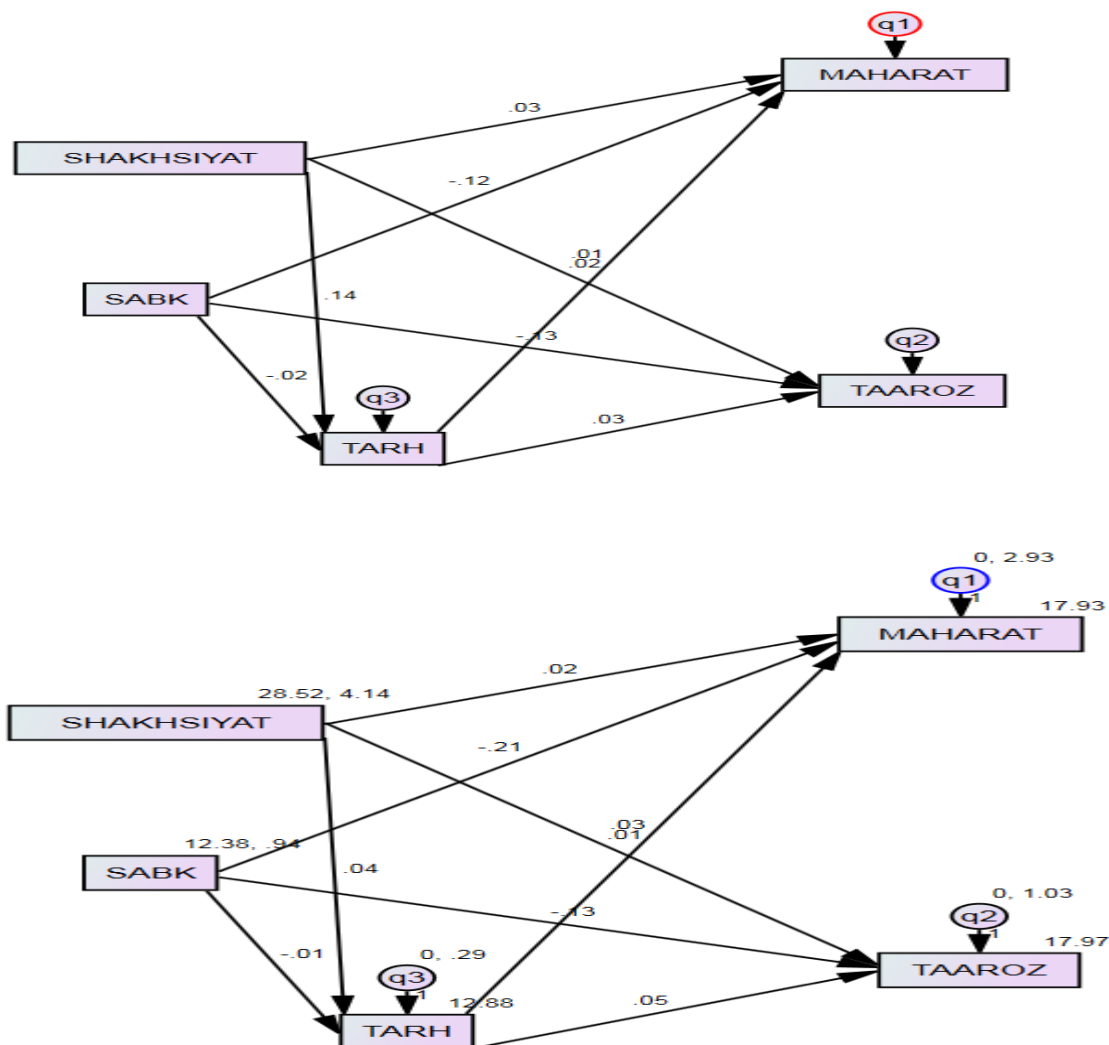 q1
MAHARAT
.03
SHAKHSIYAT
-.12
.01
.02
SABK
.14
-.13
q2
-.02
TAAROZ
q3
.03
TARH
0, 2.93
q1
1
17.93
MAHARAT
.02
28.52, 4.14
SHAKHSIYAT
-.21
.03
.01
12.38, .94
SABK
.04
0, 1.03
-.13
q2
1
17.97
-.01
0, .29
TAAROZ
q3
1
12.88
.05
TARH